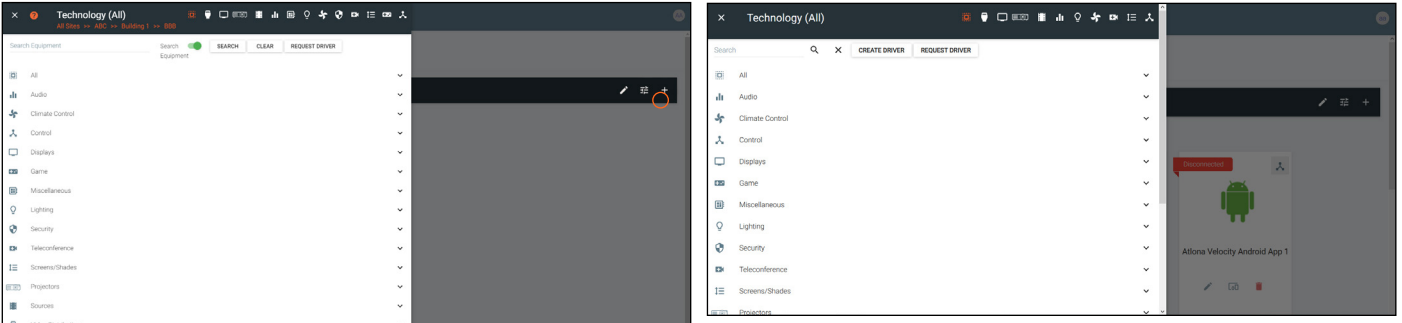 Technology (All)
All Sites >> ABC >> Building 1 >> BBB
Search Equipment
Search
Equipment
SEARCH
CLEAR
REQUEST DRIVER
All
Audio
Climate Control
Control
Displays
Game
Miscellaneous
Lighting
Security
Teleconference
Screens/Shades
Projectors
Sources
Technology (All)
Search
CREATE DRIVER
REQUEST DRIVER
All
Audio
Climate Control
Control
Displays
Game
Miscellaneous
Lighting
Security
Teleconference
Screens/Shades
Projectors
Disconnected
Atlona Velocity Android App 1